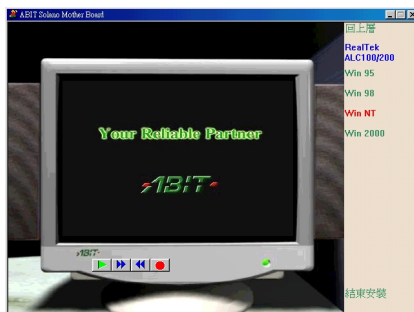 ABIT Solano Mother Board
回上層
RealTek
ALC100/200
Win 95
Win 98
Win NT
Win 2000
Your Reliable Partner
ABIT
ABIT
結束安裝